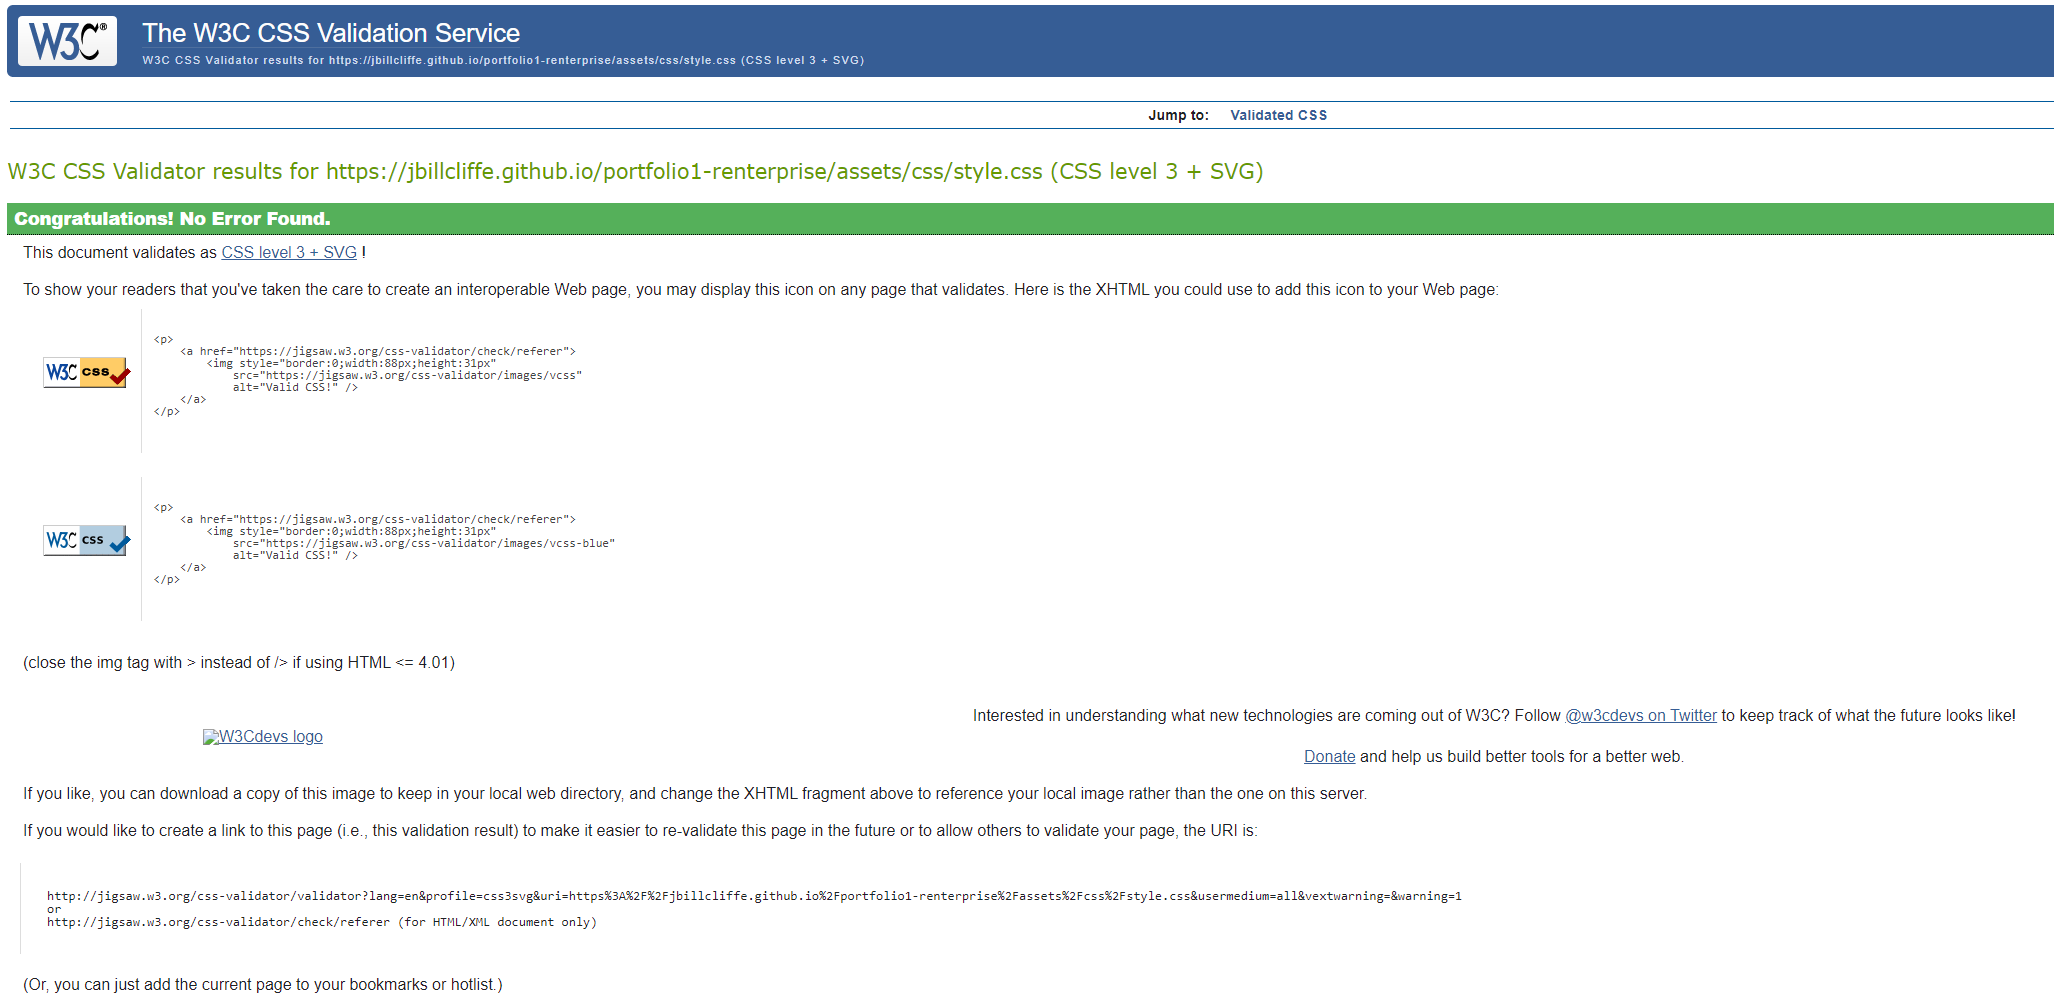 W3C®
The W3C CSS Validation Service
W3C CSS Validator results for https://jbillcliffe.github.io/portfolio1-renterprise/assets/css/style.css (CSS level 3 + SVG)
Jump to: Validated CSS
W3C CSS Validator results for https://jbillcliffe.github.io/portfolio1-renterprise/assets/css/style.css (CSS level 3 + SVG)
Congratulations! No Error Found.
This document validates as CSS level 3 + SVG !
To show your readers that you've taken the care to create an interoperable Web page, you may display this icon on any page that validates. Here is the XHTML you could use to add this icon to your Web page:
W3C css
<p>
<a href="https://jigsaw.w3.org/css-validator/check/referer">
<img style="border:0;width:88px;height:31px"
src="https://jigsaw.w3.org/css-validator/images/vcss"
alt="Valid CSS!" />
</a>
</p>
W3C css
<p>
<a href="https://jigsaw.w3.org/css-validator/check/referer">
<img style="border:0;width:88px;height:31px"
src="https://jigsaw.w3.org/css-validator/images/vcss-blue"
alt="Valid CSS!" />
</a>
</p>
(close the img tag with > instead of /> if using HTML <= 4.01)
Interested in understanding what new technologies are coming out of W3C? Follow @w3cdevs on Twitter to keep track of what the future looks like!
W3Cdevs logo
Donate and help us build better tools for a better web.
If you like, you can download a copy of this image to keep in your local web directory, and change the XHTML fragment above to reference your local image rather than the one on this server.
If you would like to create a link to this page (i.e., this validation result) to make it easier to re-validate this page in the future or to allow others to validate your page, the URI is:
http://jigsaw.w3.org/css-validator/validator?lang=en&profile=css3svg&uri=https%3A%2F%2Fjbillcliffe.github.io%2Fportfolio1-renterprise%2Fassets%2Fcss%2Fstyle.css&usermedium=all&vextwarning=&warning=1
or
http://jigsaw.w3.org/css-validator/check/referer (for HTML/XML document only)
(Or, you can just add the current page to your bookmarks or hotlist.)